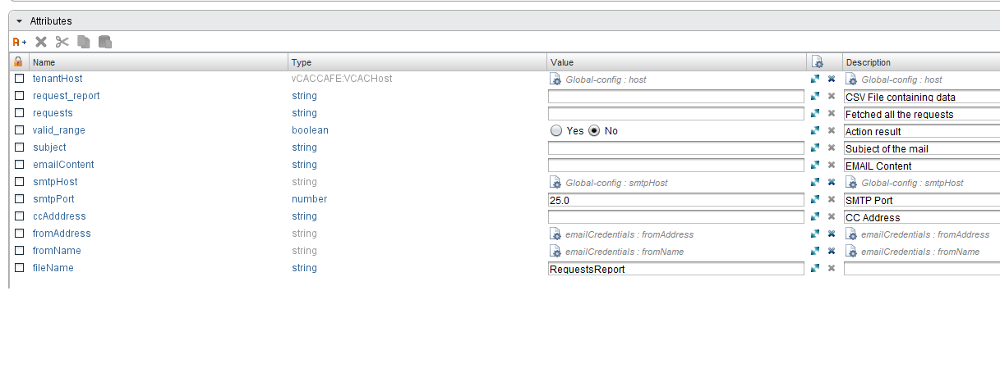 Attributes
A+
Name Type Value Description
tenantHost vCACCAFE:VCACHost Global-config : host Global-config : host
request_report string CSV File containing data
requests string Fetched all the requests
valid_range boolean Yes No Action result
subject string Subject of the mail
emailContent string EMAIL Content
smtpHost string Global-config : smtpHost Global-config : smtpHost
smtpPort number 25.0 SMTP Port
ccAdddress string CC Address
fromAddress string emailCredentials : fromAddress emailCredentials : fromAddress
fromName string emailCredentials : fromName emailCredentials : fromName
fileName string RequestsReport